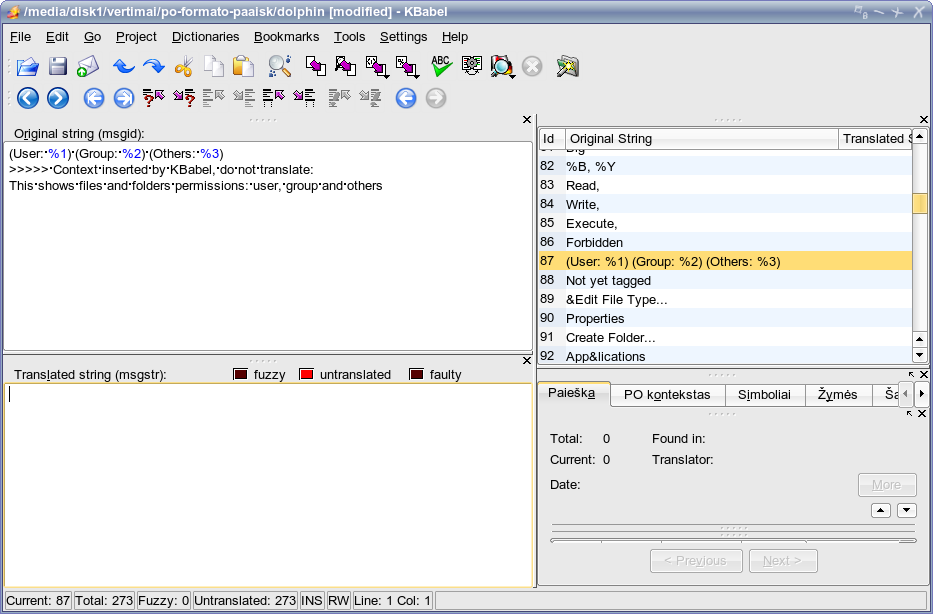 /media/disk1/vertimai/po-formato-paaisk/dolphin [modified] - KBabel
File Edit Go Project Dictionaries Bookmarks Tools Settings Help
ABC
Original string (msgid):
(User:·%1)·(Group:·%2)·(Others:·%3)
>>>>>·Context·inserted·by·KBabel,·do·not·translate:
This·shows·files·and·folders·permissions:·user,·group·and·others
Translated string (msgstr): fuzzy untranslated faulty
Id Original String Translated S
82 %B, %Y
83 Read,
84 Write,
85 Execute,
86 Forbidden
87 (User: %1) (Group: %2) (Others: %3)
88 Not yet tagged
89 &Edit File Type...
90 Properties
91 Create Folder...
92 App&lications
Paieška PO kontekstas Simboliai Žymės Ša
Total: 0 Found in:
Current: 0 Translator:
Date: More
< Previous Next >
Current: 87 Total: 273 Fuzzy: 0 Untranslated: 273 INS RW Line: 1 Col: 1